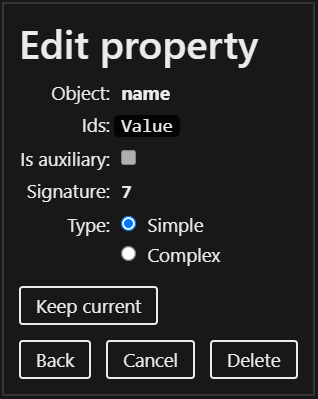 Edit property
Object: name
Ids: Value
Is auxiliary:
Signature: 7
Type: Simple
Complex
Keep current
Back Cancel Delete